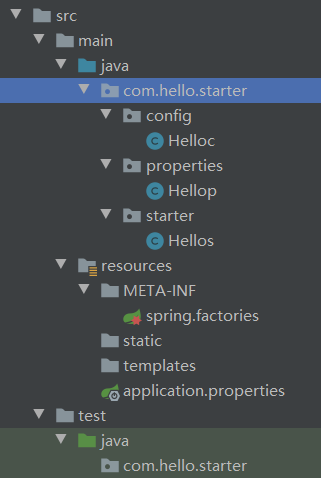 src
main
java
com.hello.starter
config
Helloc
properties
Hellop
starter
Hellos
resources
META-INF
spring.factories
static
templates
application.properties
test
java
com.hello.starter